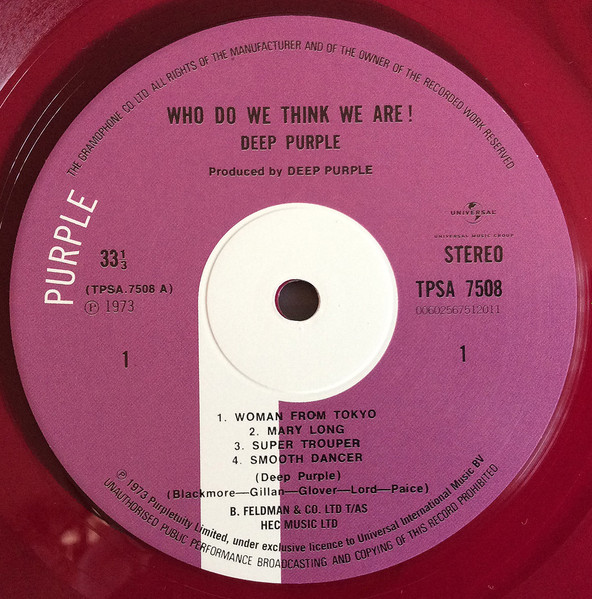 THE GRAMOPHONE CO. LTD. ALL RIGHTS OF THE MANUFACTURER AND OF THE OWNER OF THE RECORDED WORK RESERVED
WHO DO WE THINK WE ARE!
DEEP PURPLE
Produced by DEEP PURPLE
PURPLE
UNIVERSAL
UNIVERSAL MUSIC GROUP
33⅓
STEREO
(TPSA.7508 A)
TPSA 7508
℗ 1973
00602567512011
1
1
1. WOMAN FROM TOKYO
2. MARY LONG
3. SUPER TROUPER
4. SMOOTH DANCER
(Deep Purple)
(Blackmore—Gillan—Glover—Lord—Paice)
B. FELDMAN & CO. LTD T/AS
HEC MUSIC LTD
℗ 1973 Purpletuity Limited, under exclusive licence to Universal International Music BV
UNAUTHORISED PUBLIC PERFORMANCE BROADCASTING AND COPYING OF THIS RECORD PROHIBITED